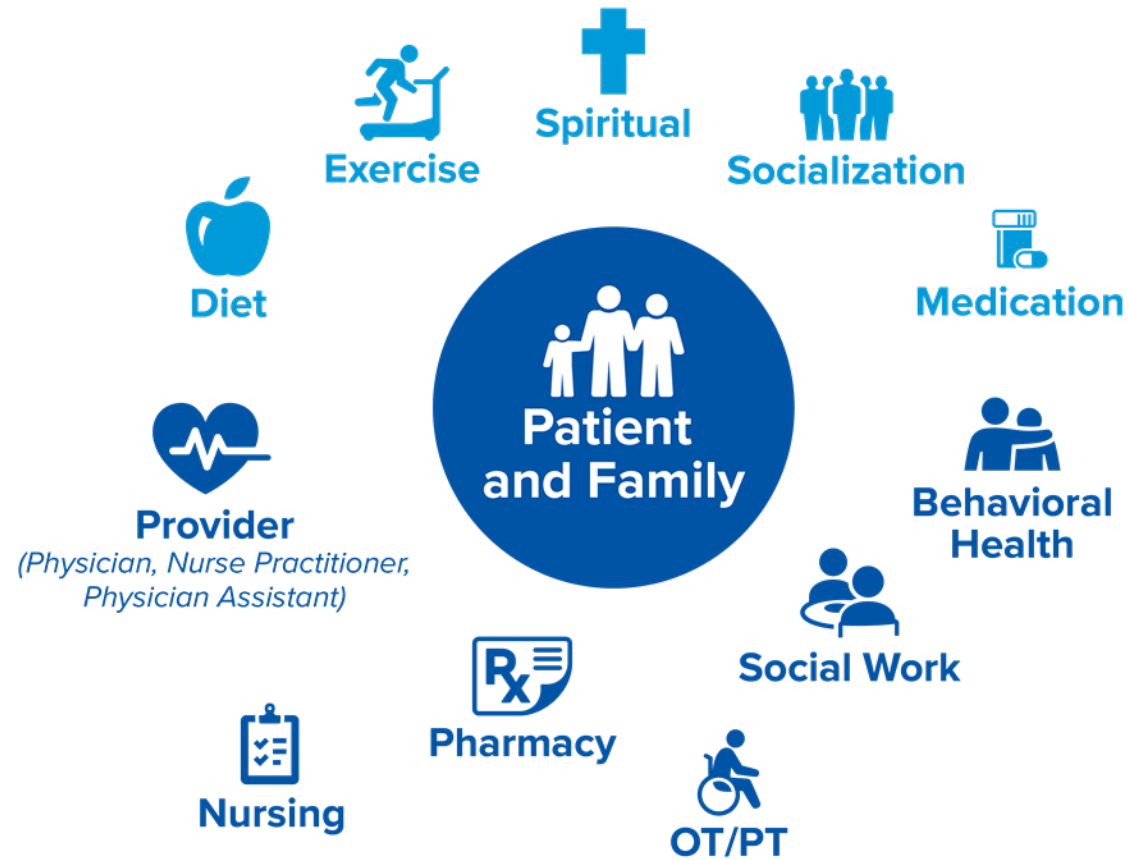 Spiritual
Exercise
Socialization
Diet
Medication
Patient
and Family
Provider
(Physician, Nurse Practitioner,
Physician Assistant)
Behavioral
Health
Social Work
Rx
Pharmacy
Nursing
OT/PT